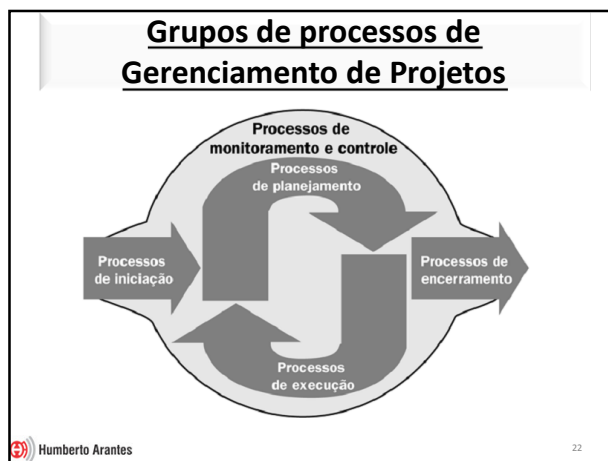 Grupos de processos de
Gerenciamento de Projetos
Processos de
monitoramento e controle
Processos
de planejamento
Processos
de iniciação
Processos de
encerramento
Processos
de execução
Humberto Arantes
22